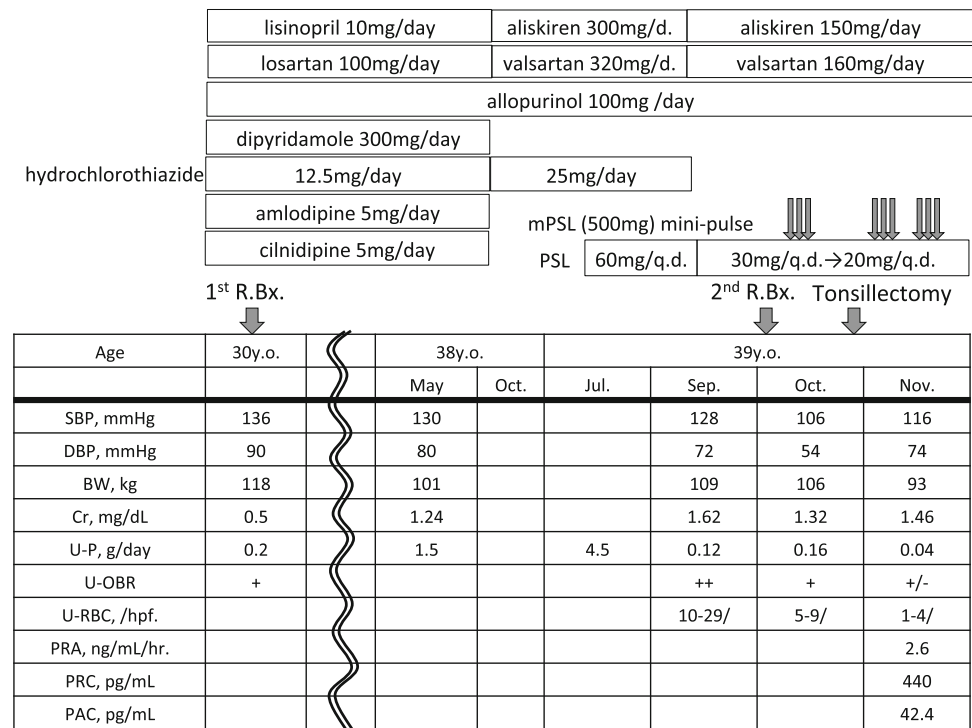 lisinopril 10mg/day aliskiren 300mg/d. aliskiren 150mg/day
losartan 100mg/day valsartan 320mg/d. valsartan 160mg/day
allopurinol 100mg /day
dipyridamole 300mg/day
hydrochlorothiazide 12.5mg/day 25mg/day
amlodipine 5mg/day
mPSL (500mg) mini-pulse
cilnidipine 5mg/day
PSL 60mg/q.d. 30mg/q.d.→20mg/q.d.
1st R.Bx. 2nd R.Bx. Tonsillectomy
Age 30y.o. 38y.o. 39y.o.
May Oct. Jul. Sep. Oct. Nov.
SBP, mmHg 136 130 128 106 116
DBP, mmHg 90 80 72 54 74
BW, kg 118 101 109 106 93
Cr, mg/dL 0.5 1.24 1.62 1.32 1.46
U-P, g/day 0.2 1.5 4.5 0.12 0.16 0.04
U-OBR + ++ + +/-
U-RBC, /hpf. 10-29/ 5-9/ 1-4/
PRA, ng/mL/hr. 2.6
PRC, pg/mL 440
PAC, pg/mL 42.4